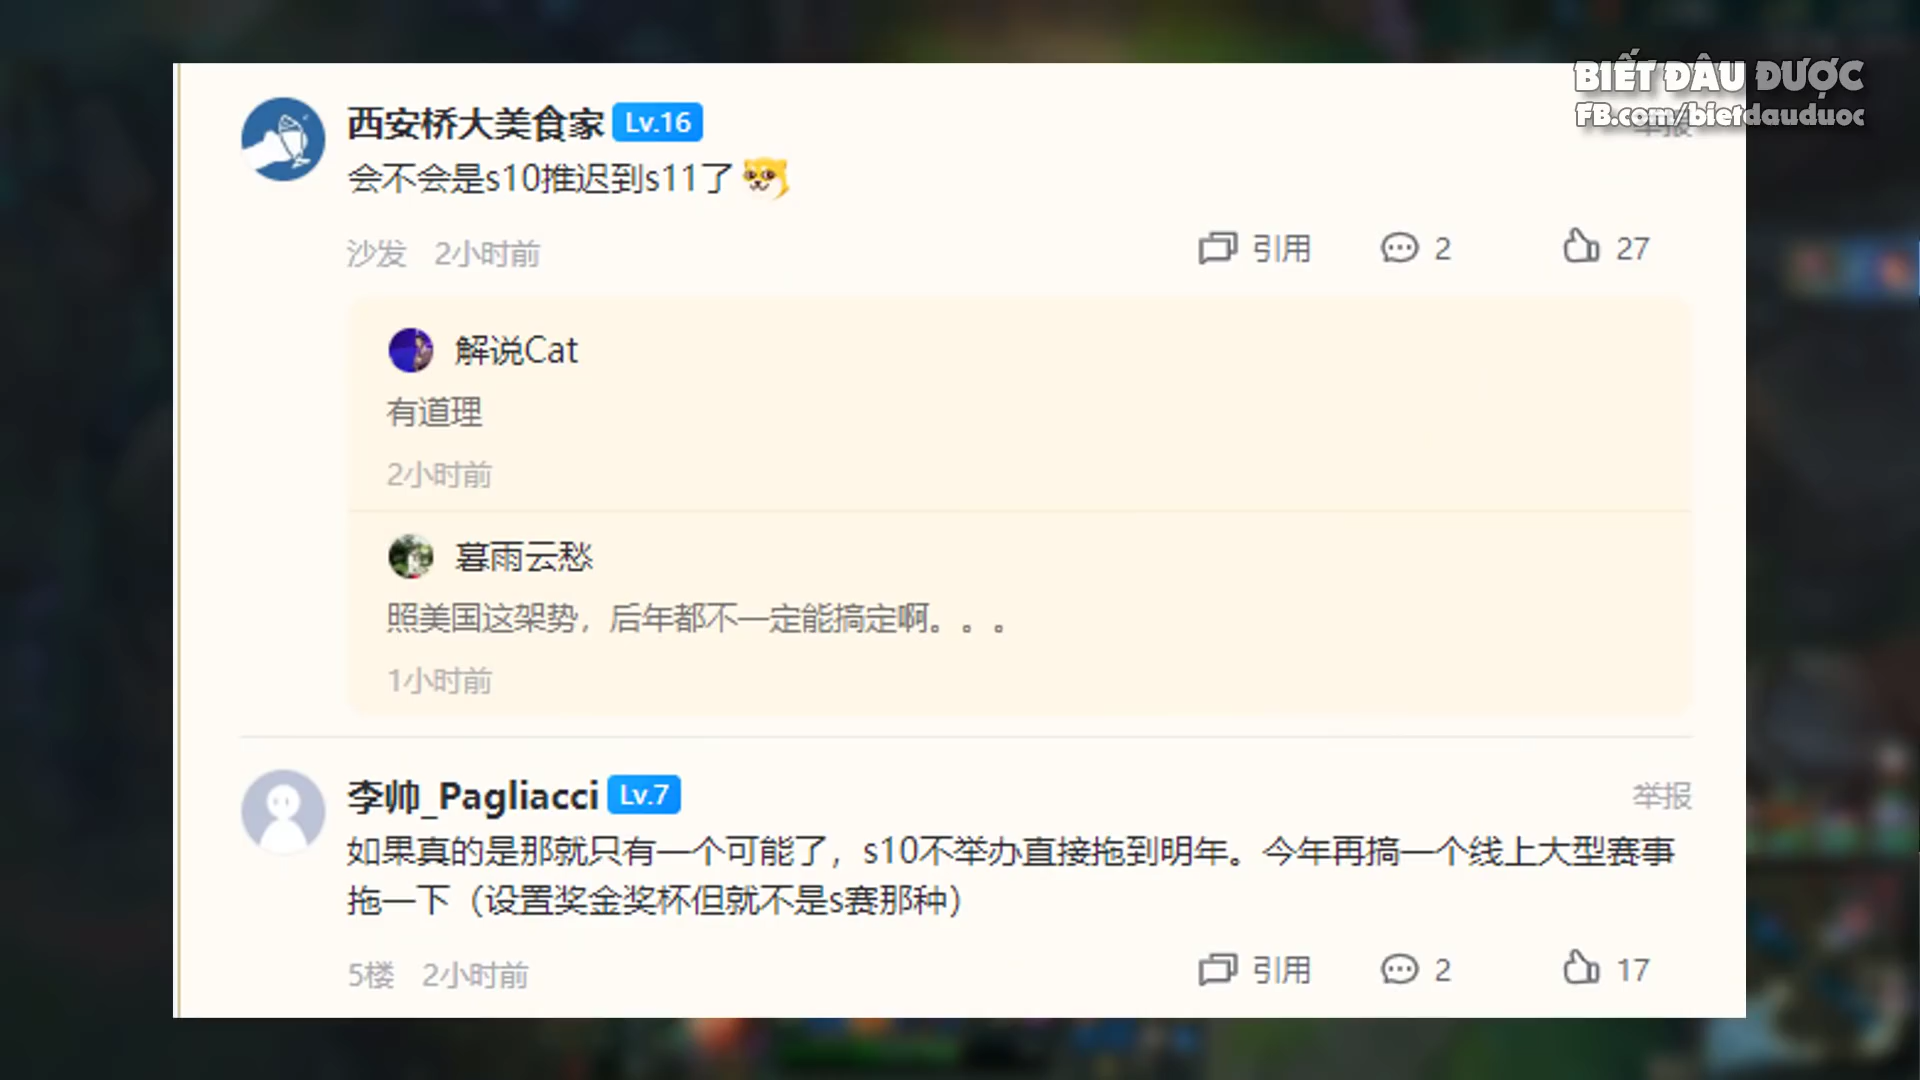 BIẾT ĐÂU ĐƯỢC
FB.com/bietdauduoc
西安桥大美食家 Lv.16
举报
会不会是s10推迟到s11了
沙发 2小时前 引用 2 27
解说Cat
有道理
2小时前
暮雨云愁
照美国这架势，后年都不一定能搞定啊。。。
1小时前
李帅_Pagliacci Lv.7 举报
如果真的是那就只有一个可能了，s10不举办直接拖到明年。今年再搞一个线上大型赛事
拖一下（设置奖金奖杯但就不是s赛那种）
5楼 2小时前 引用 2 17